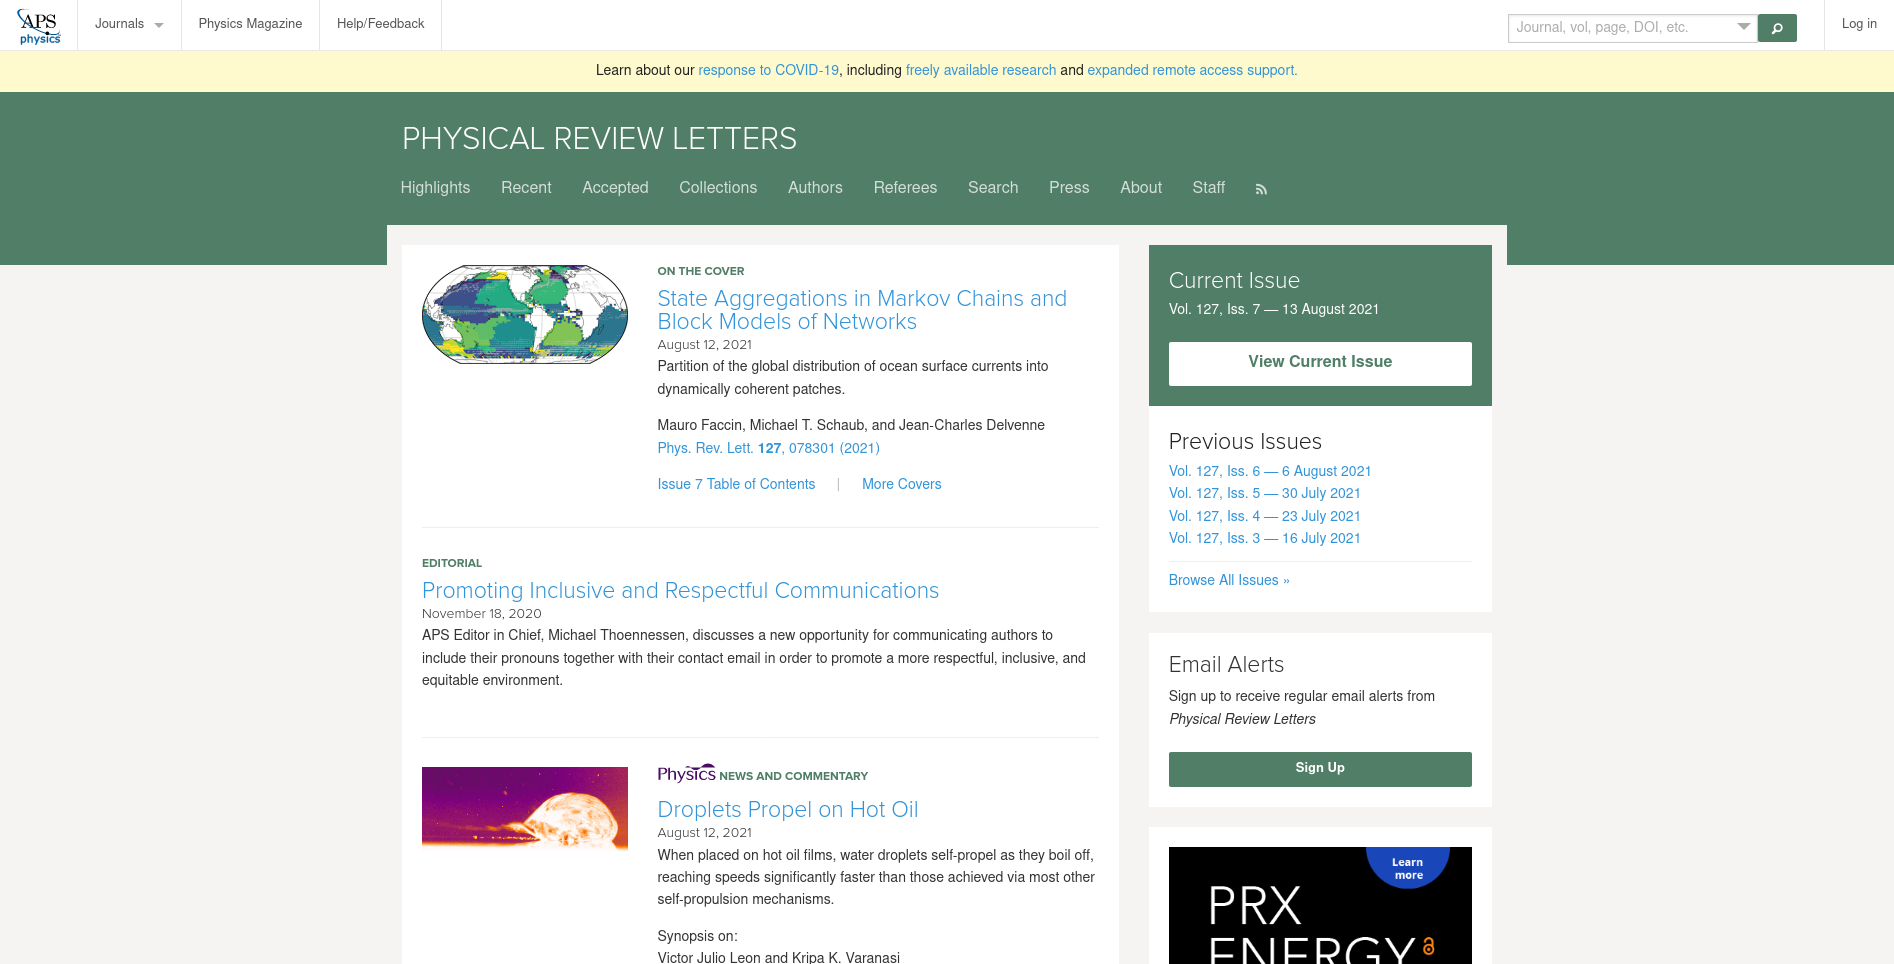 APS physics
Journals
Physics Magazine
Help/Feedback
Journal, vol, page, DOI, etc.
Log in
Learn about our response to COVID-19, including freely available research and expanded remote access support.
PHYSICAL REVIEW LETTERS
Highlights Recent Accepted Collections Authors Referees Search Press About Staff
ON THE COVER
State Aggregations in Markov Chains and
Block Models of Networks
August 12, 2021
Partition of the global distribution of ocean surface currents into
dynamically coherent patches.
Mauro Faccin, Michael T. Schaub, and Jean-Charles Delvenne
Phys. Rev. Lett. 127, 078301 (2021)
Issue 7 Table of Contents | More Covers
EDITORIAL
Promoting Inclusive and Respectful Communications
November 18, 2020
APS Editor in Chief, Michael Thoennessen, discusses a new opportunity for communicating authors to
include their pronouns together with their contact email in order to promote a more respectful, inclusive, and
equitable environment.
Physics NEWS AND COMMENTARY
Droplets Propel on Hot Oil
August 12, 2021
When placed on hot oil films, water droplets self-propel as they boil off,
reaching speeds significantly faster than those achieved via most other
self-propulsion mechanisms.
Synopsis on:
Victor Julio Leon and Kripa K. Varanasi
Current Issue
Vol. 127, Iss. 7 — 13 August 2021
View Current Issue
Previous Issues
Vol. 127, Iss. 6 — 6 August 2021
Vol. 127, Iss. 5 — 30 July 2021
Vol. 127, Iss. 4 — 23 July 2021
Vol. 127, Iss. 3 — 16 July 2021
Browse All Issues »
Email Alerts
Sign up to receive regular email alerts from
Physical Review Letters
Sign Up
Learn
more
PRX
ENERGY